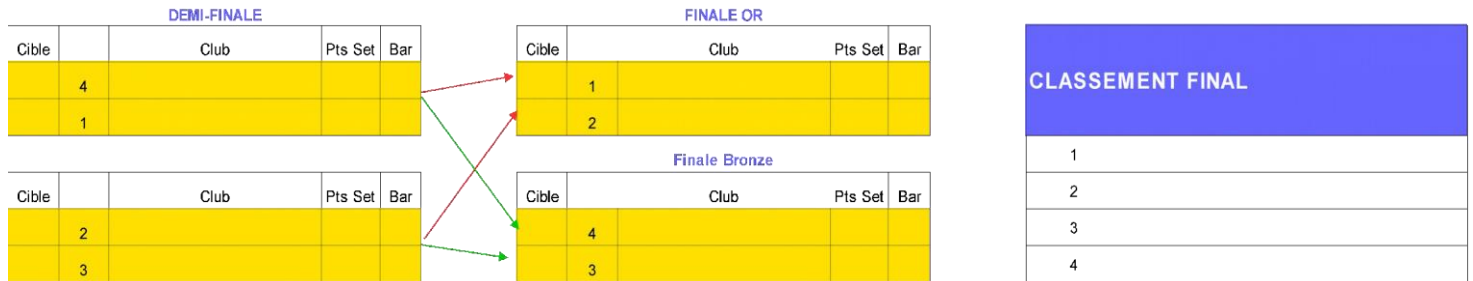 DEMI-FINALE
Cible Club Pts Set Bar
4
1
Cible Club Pts Set Bar
2
3
FINALE OR
Cible Club Pts Set Bar
1
2
Finale Bronze
Cible Club Pts Set Bar
4
3
CLASSEMENT FINAL
1
2
3
4